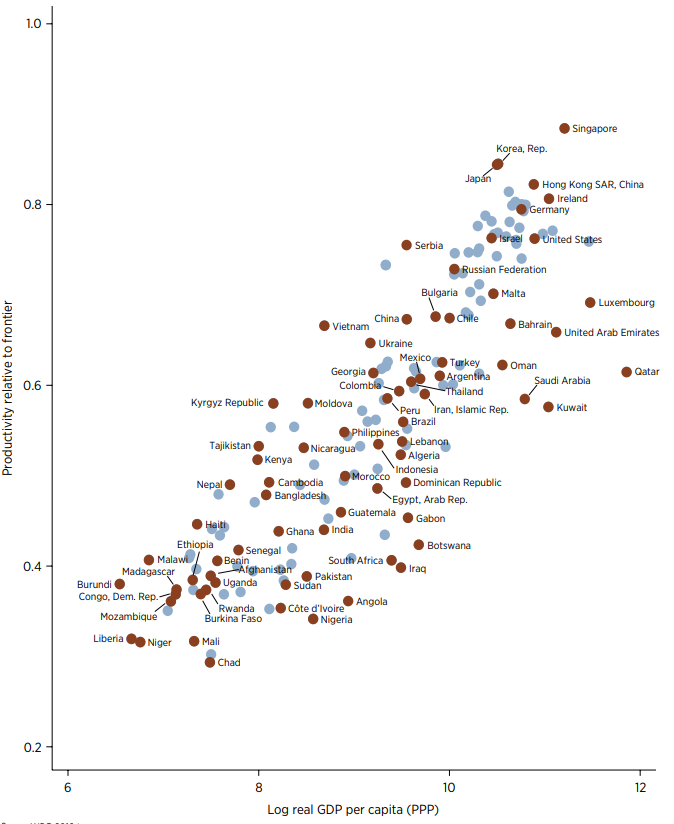 1.0
Singapore
Korea, Rep.
Japan
Hong Kong SAR, China
Ireland
0.8
Germany
Israel
United States
Serbia
Russian Federation
Bulgaria
Malta
Luxembourg
China
Chile
Vietnam
Bahrain
United Arab Emirates
Ukraine
Mexico
Turkey
Oman
Georgia
Argentina
Qatar
Saudi Arabia
0.6
Colombia
Thailand
Kyrgyz Republic
Moldova
Peru
Iran, Islamic Rep.
Kuwait
Brazil
Philippines
Tajikistan
Nicaragua
Lebanon
Kenya
Algeria
Indonesia
Nepal
Cambodia
Morocco
Dominican Republic
Bangladesh
Egypt, Arab Rep.
Guatemala
Gabon
Haiti
Ghana
India
Ethiopia
Senegal
Botswana
0.4
Malawi
Benin
South Africa
Madagascar
Afghanistan
Iraq
Burundi
Uganda
Pakistan
Sudan
Congo, Dem. Rep.
Rwanda
Côte d'Ivoire
Angola
Mozambique
Burkina Faso
Nigeria
Liberia
Niger
Mali
Chad
0.2
Productivity relative to frontier
6
8
10
12
Log real GDP per capita (PPP)